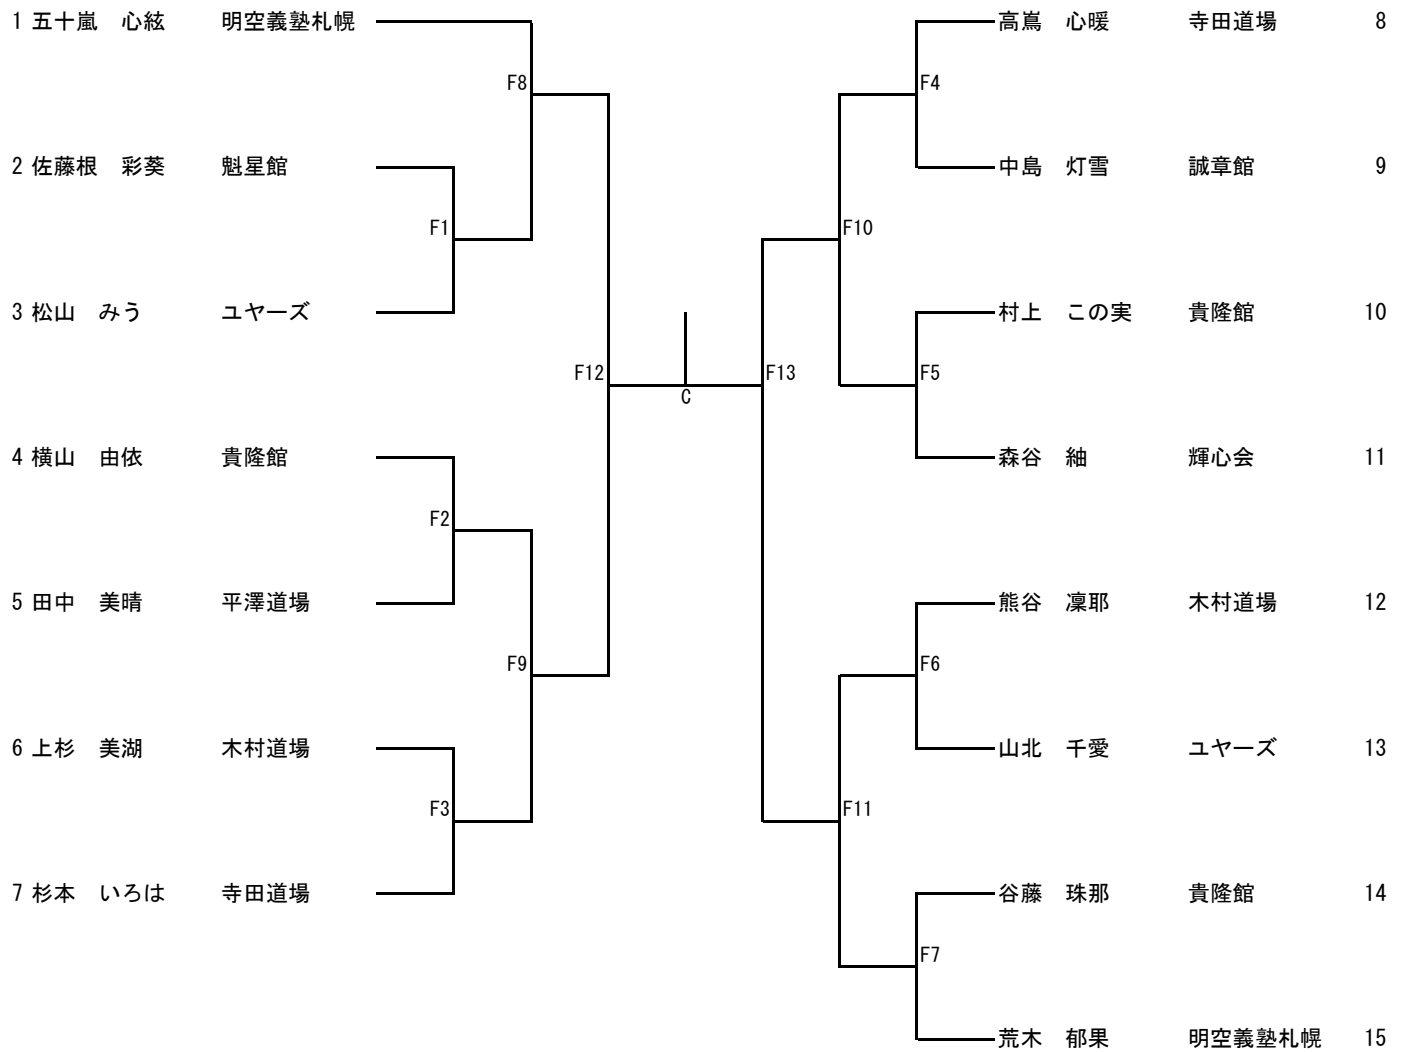 1 五十嵐　心絃　明空義塾札幌
F8
2 佐藤根　彩葵　魁星館
F1
3 松山　みう　ユヤーズ
F12
4 横山　由依　貴隆館
F2
5 田中　美晴　平澤道場
F9
6 上杉　美湖　木村道場
F3
7 杉本　いろは　寺田道場
C
高嶌　心暖　寺田道場　8
F4
中島　灯雪　誠章館　9
F10
村上　この実　貴隆館　10
F13
F5
森谷　紬　輝心会　11
熊谷　凜耶　木村道場　12
F6
山北　千愛　ユヤーズ　13
F11
谷藤　珠那　貴隆館　14
F7
荒木　郁果　明空義塾札幌　15